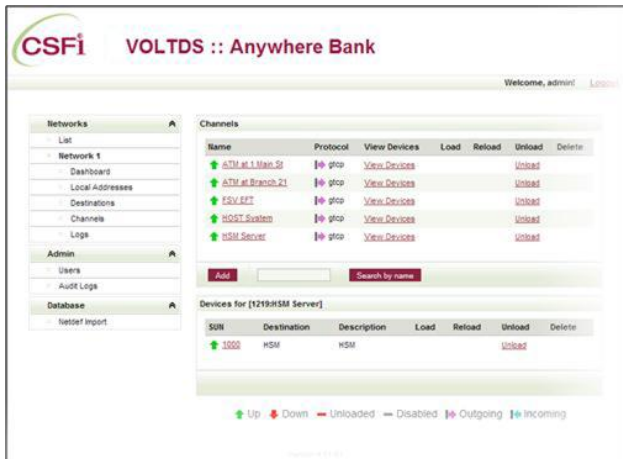 CSFi VOLTDS :: Anywhere Bank
Welcome, admin! Logout
Networks
List
Network 1
Dashboard
Local Addresses
Destinations
Channels
Logs
Admin
Users
Audit Logs
Database
Netdef Import
Channels
Name Protocol View Devices Load Reload Unload Delete
ATM at 1 Main St gtcp View Devices Unload
ATM at Branch 21 gtcp View Devices Unload
FSV EFT gtcp View Devices Unload
HOST System gtcp View Devices Unload
HSM Server gtcp View Devices Unload
Add Search by name
Devices for [1219:HSM Server]
SUN Destination Description Load Reload Unload Delete
1000 HSM HSM Unload
Up Down Unloaded Disabled Outgoing Incoming